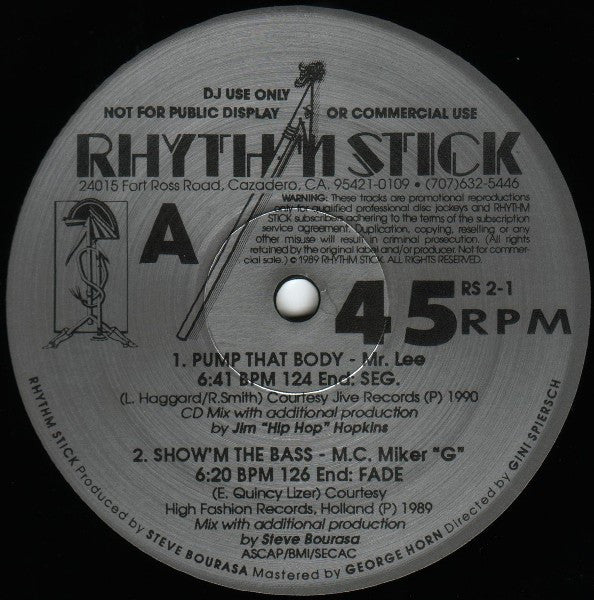 DJ USE ONLY
NOT FOR PUBLIC DISPLAY OR COMMERCIAL USE
RHYTHM STICK
24015 Fort Ross Road, Cazadero, CA. 95421-0109 • (707)632-5446
WARNING: These tracks are promotional reproductions
only for qualified professional disc jockeys and RHYTHM
STICK subscribers adhering to the terms of the subscription
service agreement. Duplication, copying, reselling or any
other misuse will result in criminal prosecution. (All rights
retained by the original label and/or producer. Not for commer-
cial sale.) © 1989 RHYTHM STICK. ALL RIGHTS RESERVED.
A
RS 2-1
45 RPM
1. PUMP THAT BODY - Mr. Lee
6:41 BPM 124 End: SEG.
(L. Haggard/R.Smith) Courtesy Jive Records (P) 1990
CD Mix with additional production
by Jim "Hip Hop" Hopkins
2. SHOW'M THE BASS - M.C. Miker "G"
6:20 BPM 126 End: FADE
(E. Quincy Lizer) Courtesy
High Fashion Records, Holland (P) 1989
Mix with additional production
by Steve Bourasa
ASCAP/BMI/SECAC
RHYTHM STICK Produced by STEVE BOURASA Mastered by GEORGE HORN Directed by GINI SPIERSCH